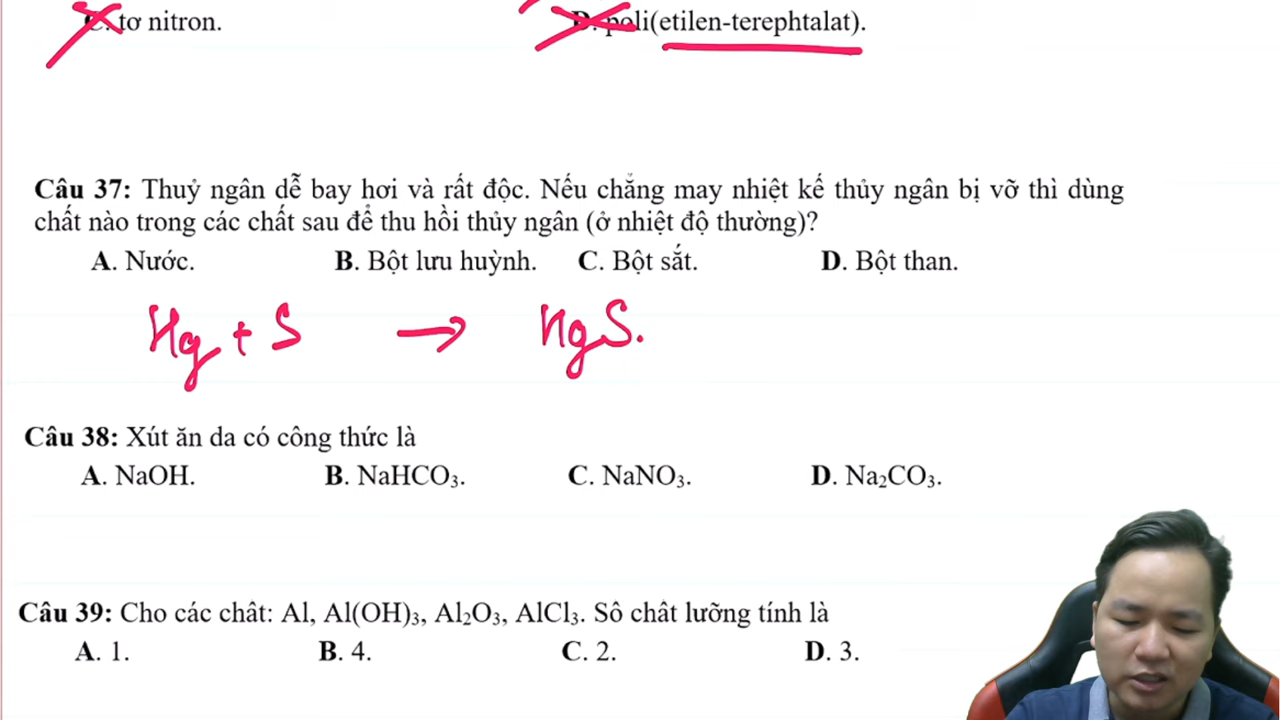 C. tơ nitron. D. poli(etilen-terephtalat).
Câu 37: Thuỷ ngân dễ bay hơi và rất độc. Nếu chẳng may nhiệt kế thủy ngân bị vỡ thì dùng
chất nào trong các chất sau để thu hồi thủy ngân (ở nhiệt độ thường)?
A. Nước. B. Bột lưu huỳnh. C. Bột sắt. D. Bột than.
Hg + S → HgS.
Câu 38: Xút ăn da có công thức là
A. NaOH. B. NaHCO₃. C. NaNO₃. D. Na₂CO₃.
Câu 39: Cho các chât: Al, Al(OH)₃, Al₂O₃, AlCl₃. Sô chât lưỡng tính là
A. 1. B. 4. C. 2. D. 3.